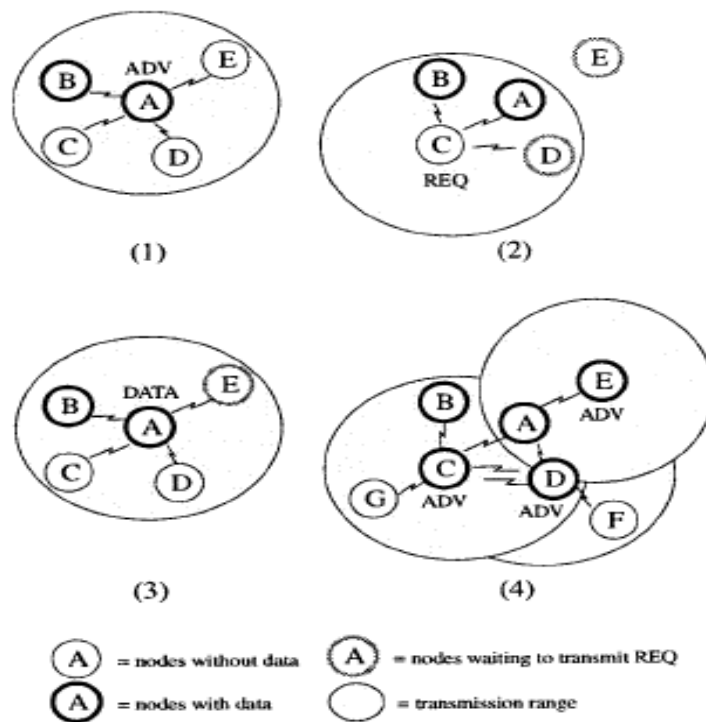 ADV
E
B
A
C
D
(1)
E
B
A
C
D
REQ
(2)
DATA
E
B
A
C
D
(3)
E
B
ADV
A
C
D
G
ADV
ADV
F
(4)
A = nodes without data
A = nodes waiting to transmit REQ
A = nodes with data
= transmission range